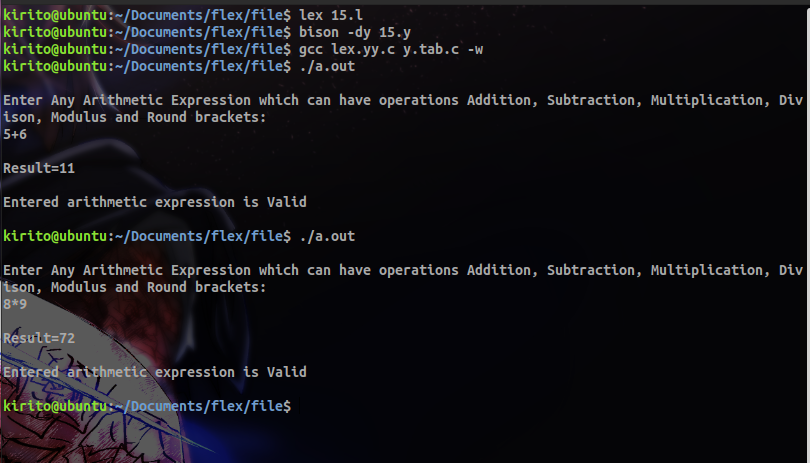 kirito@ubuntu:~/Documents/flex/file$ lex 15.l
kirito@ubuntu:~/Documents/flex/file$ bison -dy 15.y
kirito@ubuntu:~/Documents/flex/file$ gcc lex.yy.c y.tab.c -w
kirito@ubuntu:~/Documents/flex/file$ ./a.out
Enter Any Arithmetic Expression which can have operations Addition, Subtraction, Multiplication, Div
ison, Modulus and Round brackets:
5+6
Result=11
Entered arithmetic expression is Valid
kirito@ubuntu:~/Documents/flex/file$ ./a.out
Enter Any Arithmetic Expression which can have operations Addition, Subtraction, Multiplication, Div
ison, Modulus and Round brackets:
8*9
Result=72
Entered arithmetic expression is Valid
kirito@ubuntu:~/Documents/flex/file$